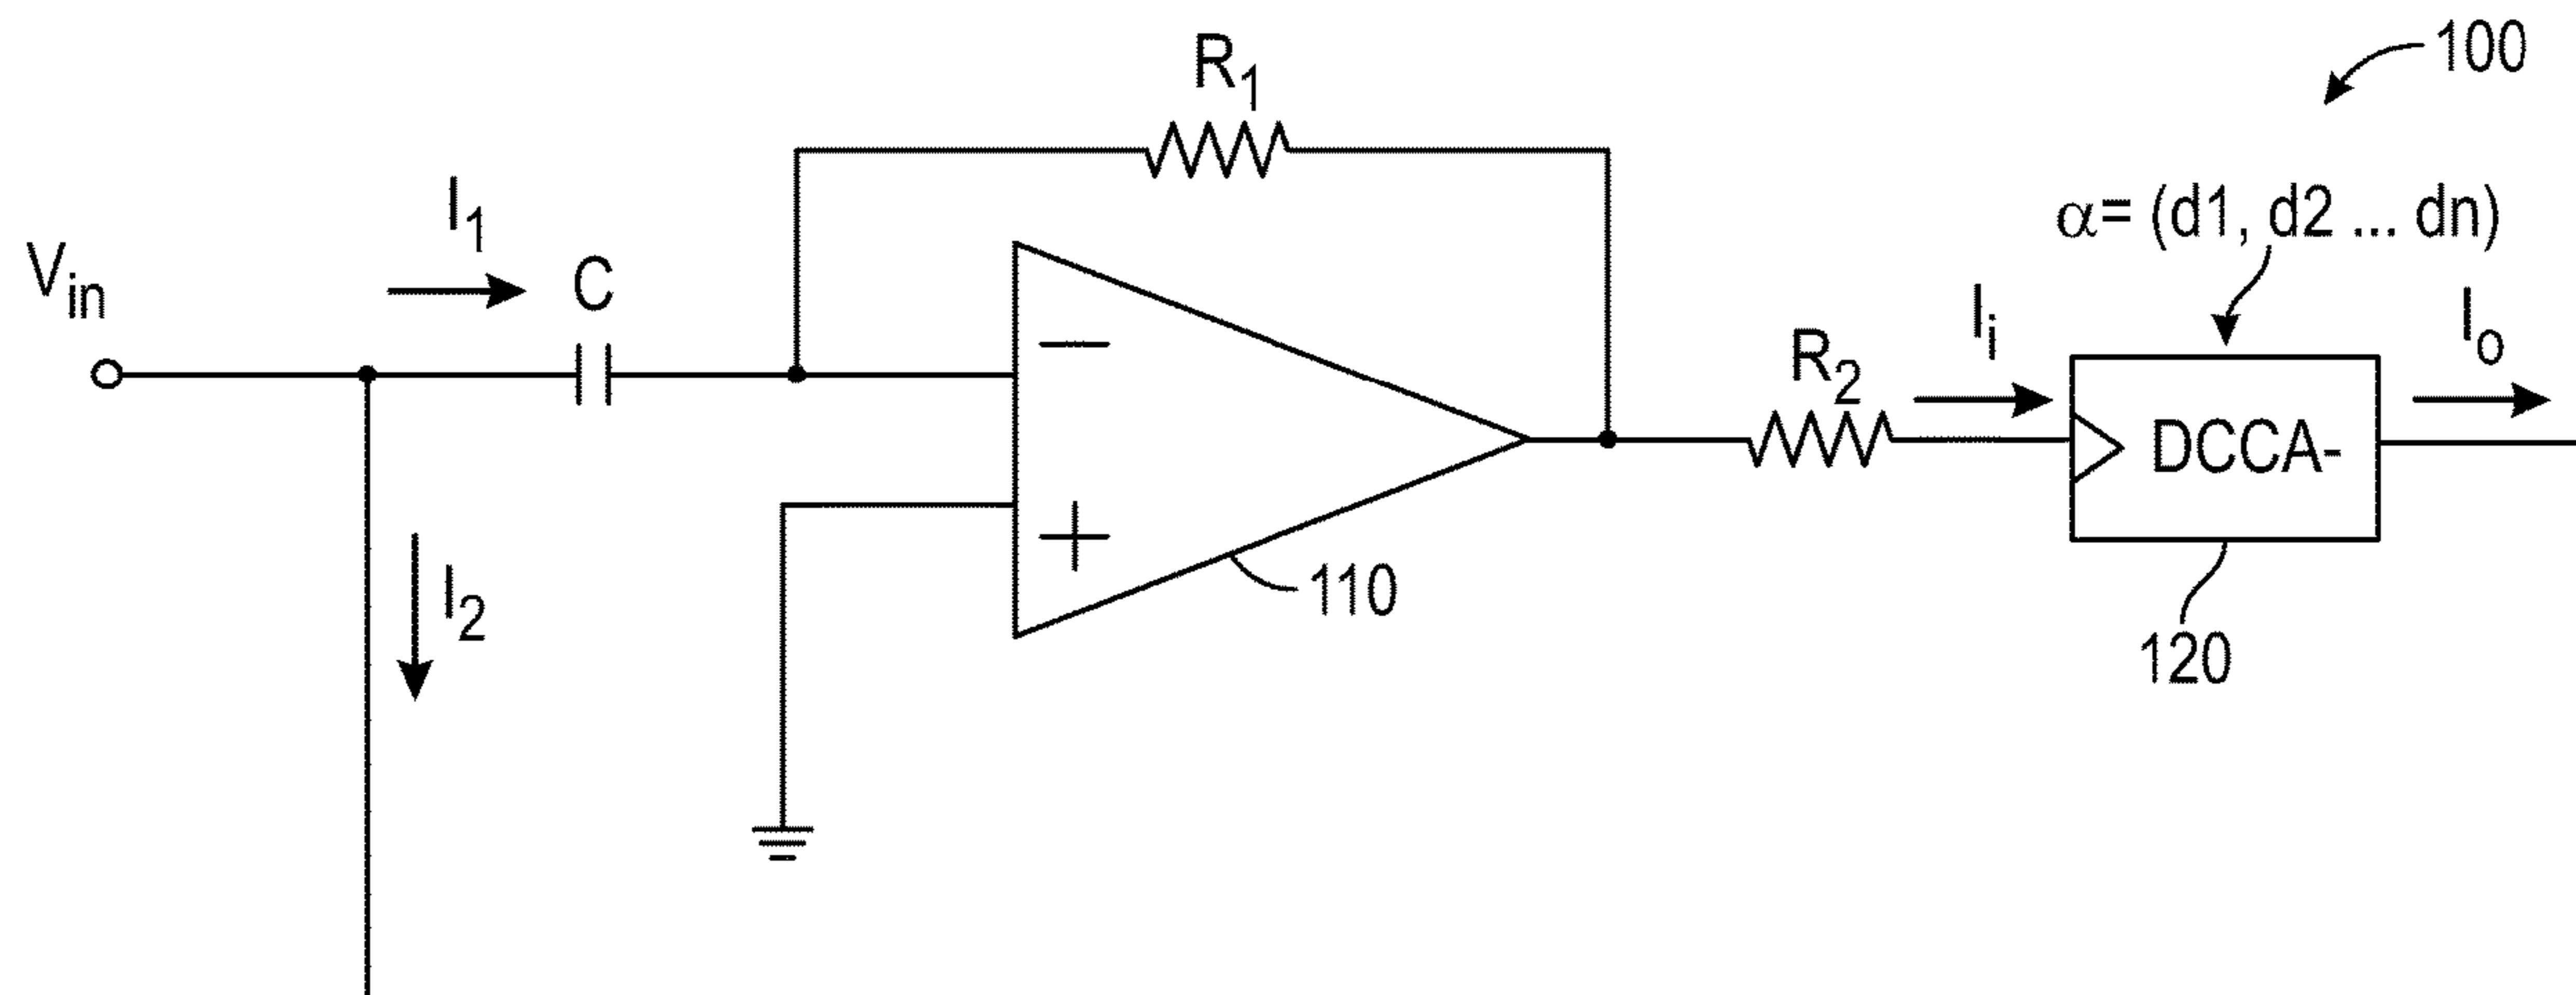 100
R1
α= (d1, d2 ... dn)
I1
Vin
C
Ii
Io
R2
−
DCCA-
+
110
I2
120